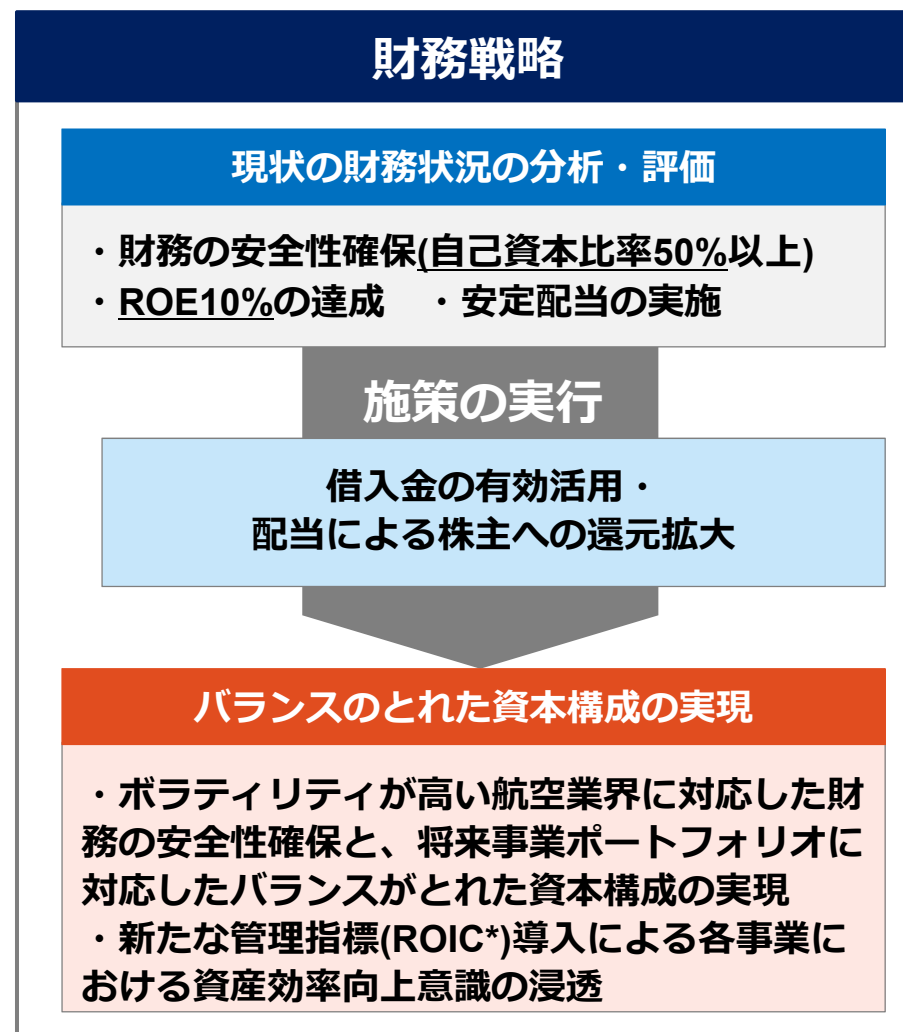 財務戦略
現状の財務状況の分析・評価
・財務の安全性確保(自己資本比率50%以上)
・ROE10%の達成　・安定配当の実施
施策の実行
借入金の有効活用・
配当による株主への還元拡大
バランスのとれた資本構成の実現
・ボラティリティが高い航空業界に対応した財
務の安全性確保と、将来事業ポートフォリオに
対応したバランスがとれた資本構成の実現
・新たな管理指標(ROIC*)導入による各事業に
おける資産効率向上意識の浸透